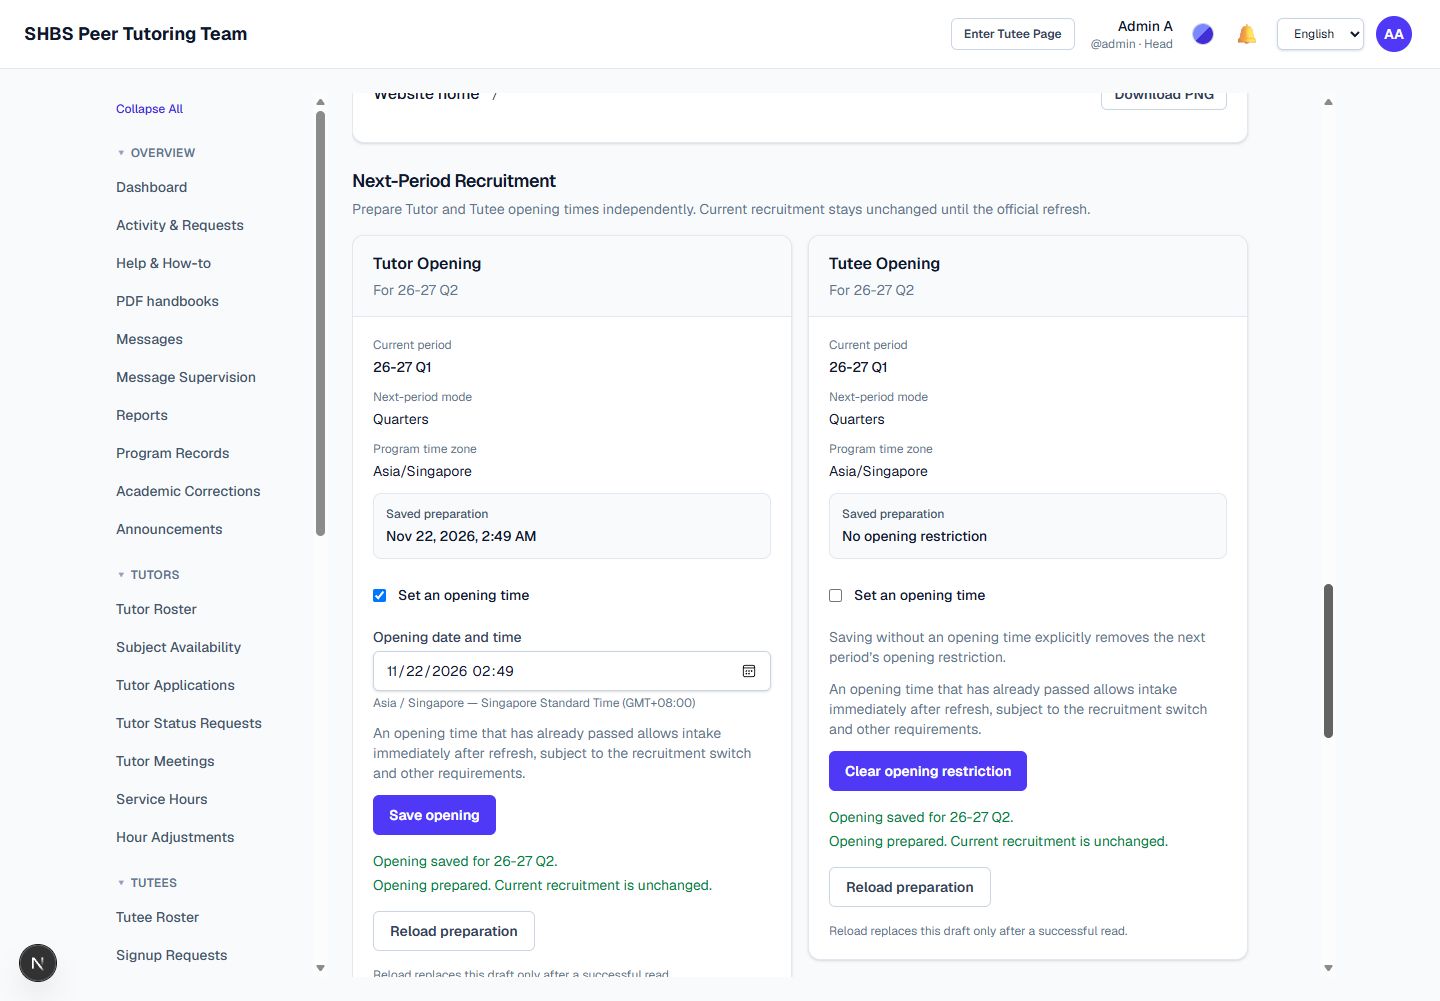 SHBS Peer Tutoring Team
Enter Tutee Page
Admin A
@admin · Head
English
AA
Collapse All
OVERVIEW
Dashboard
Activity & Requests
Help & How-to
PDF handbooks
Messages
Message Supervision
Reports
Program Records
Academic Corrections
Announcements
TUTORS
Tutor Roster
Subject Availability
Tutor Applications
Tutor Status Requests
Tutor Meetings
Service Hours
Hour Adjustments
TUTEES
Tutee Roster
Signup Requests
N
Website home /
Download PNG
Next-Period Recruitment
Prepare Tutor and Tutee opening times independently. Current recruitment stays unchanged until the official refresh.
Tutor Opening
For 26-27 Q2
Current period
26-27 Q1
Next-period mode
Quarters
Program time zone
Asia/Singapore
Saved preparation
Nov 22, 2026, 2:49 AM
Set an opening time
Opening date and time
11/22/2026 02:49
Asia / Singapore — Singapore Standard Time (GMT+08:00)
An opening time that has already passed allows intake
immediately after refresh, subject to the recruitment switch
and other requirements.
Save opening
Opening saved for 26-27 Q2.
Opening prepared. Current recruitment is unchanged.
Reload preparation
Reload replaces this draft only after a successful read.
Tutee Opening
For 26-27 Q2
Current period
26-27 Q1
Next-period mode
Quarters
Program time zone
Asia/Singapore
Saved preparation
No opening restriction
Set an opening time
Saving without an opening time explicitly removes the next
period's opening restriction.
An opening time that has already passed allows intake
immediately after refresh, subject to the recruitment switch
and other requirements.
Clear opening restriction
Opening saved for 26-27 Q2.
Opening prepared. Current recruitment is unchanged.
Reload preparation
Reload replaces this draft only after a successful read.